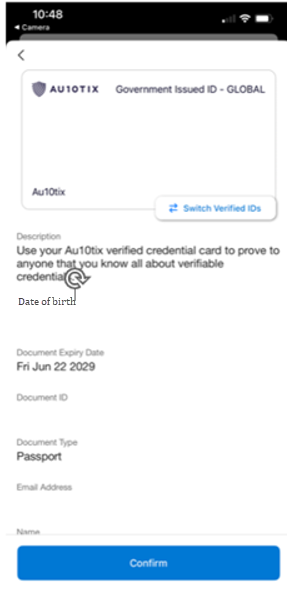 10:48
Camera
AU10TIX Government Issued ID - GLOBAL
Au10tix
Switch Verified IDs
Description
Use your Au10tix verified credential card to prove to
anyone that you know all about verifiable
credential
Date of birth
Document Expiry Date
Fri Jun 22 2029
Document ID
Document Type
Passport
Email Address
Name
Confirm